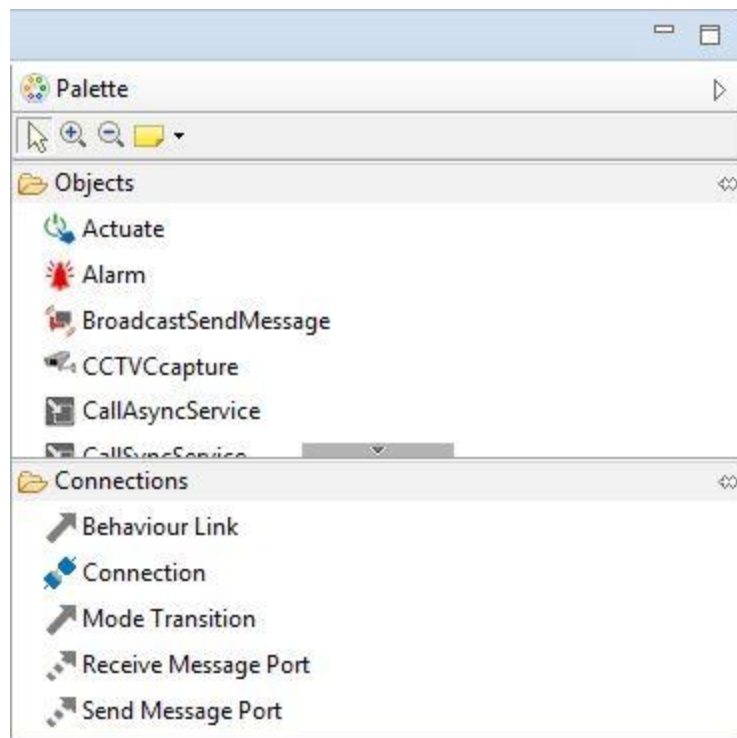 Palette
Objects
Actuate
Alarm
BroadcastSendMessage
CCTVCcapture
CallAsyncService
CallSyncService
Connections
Behaviour Link
Connection
Mode Transition
Receive Message Port
Send Message Port